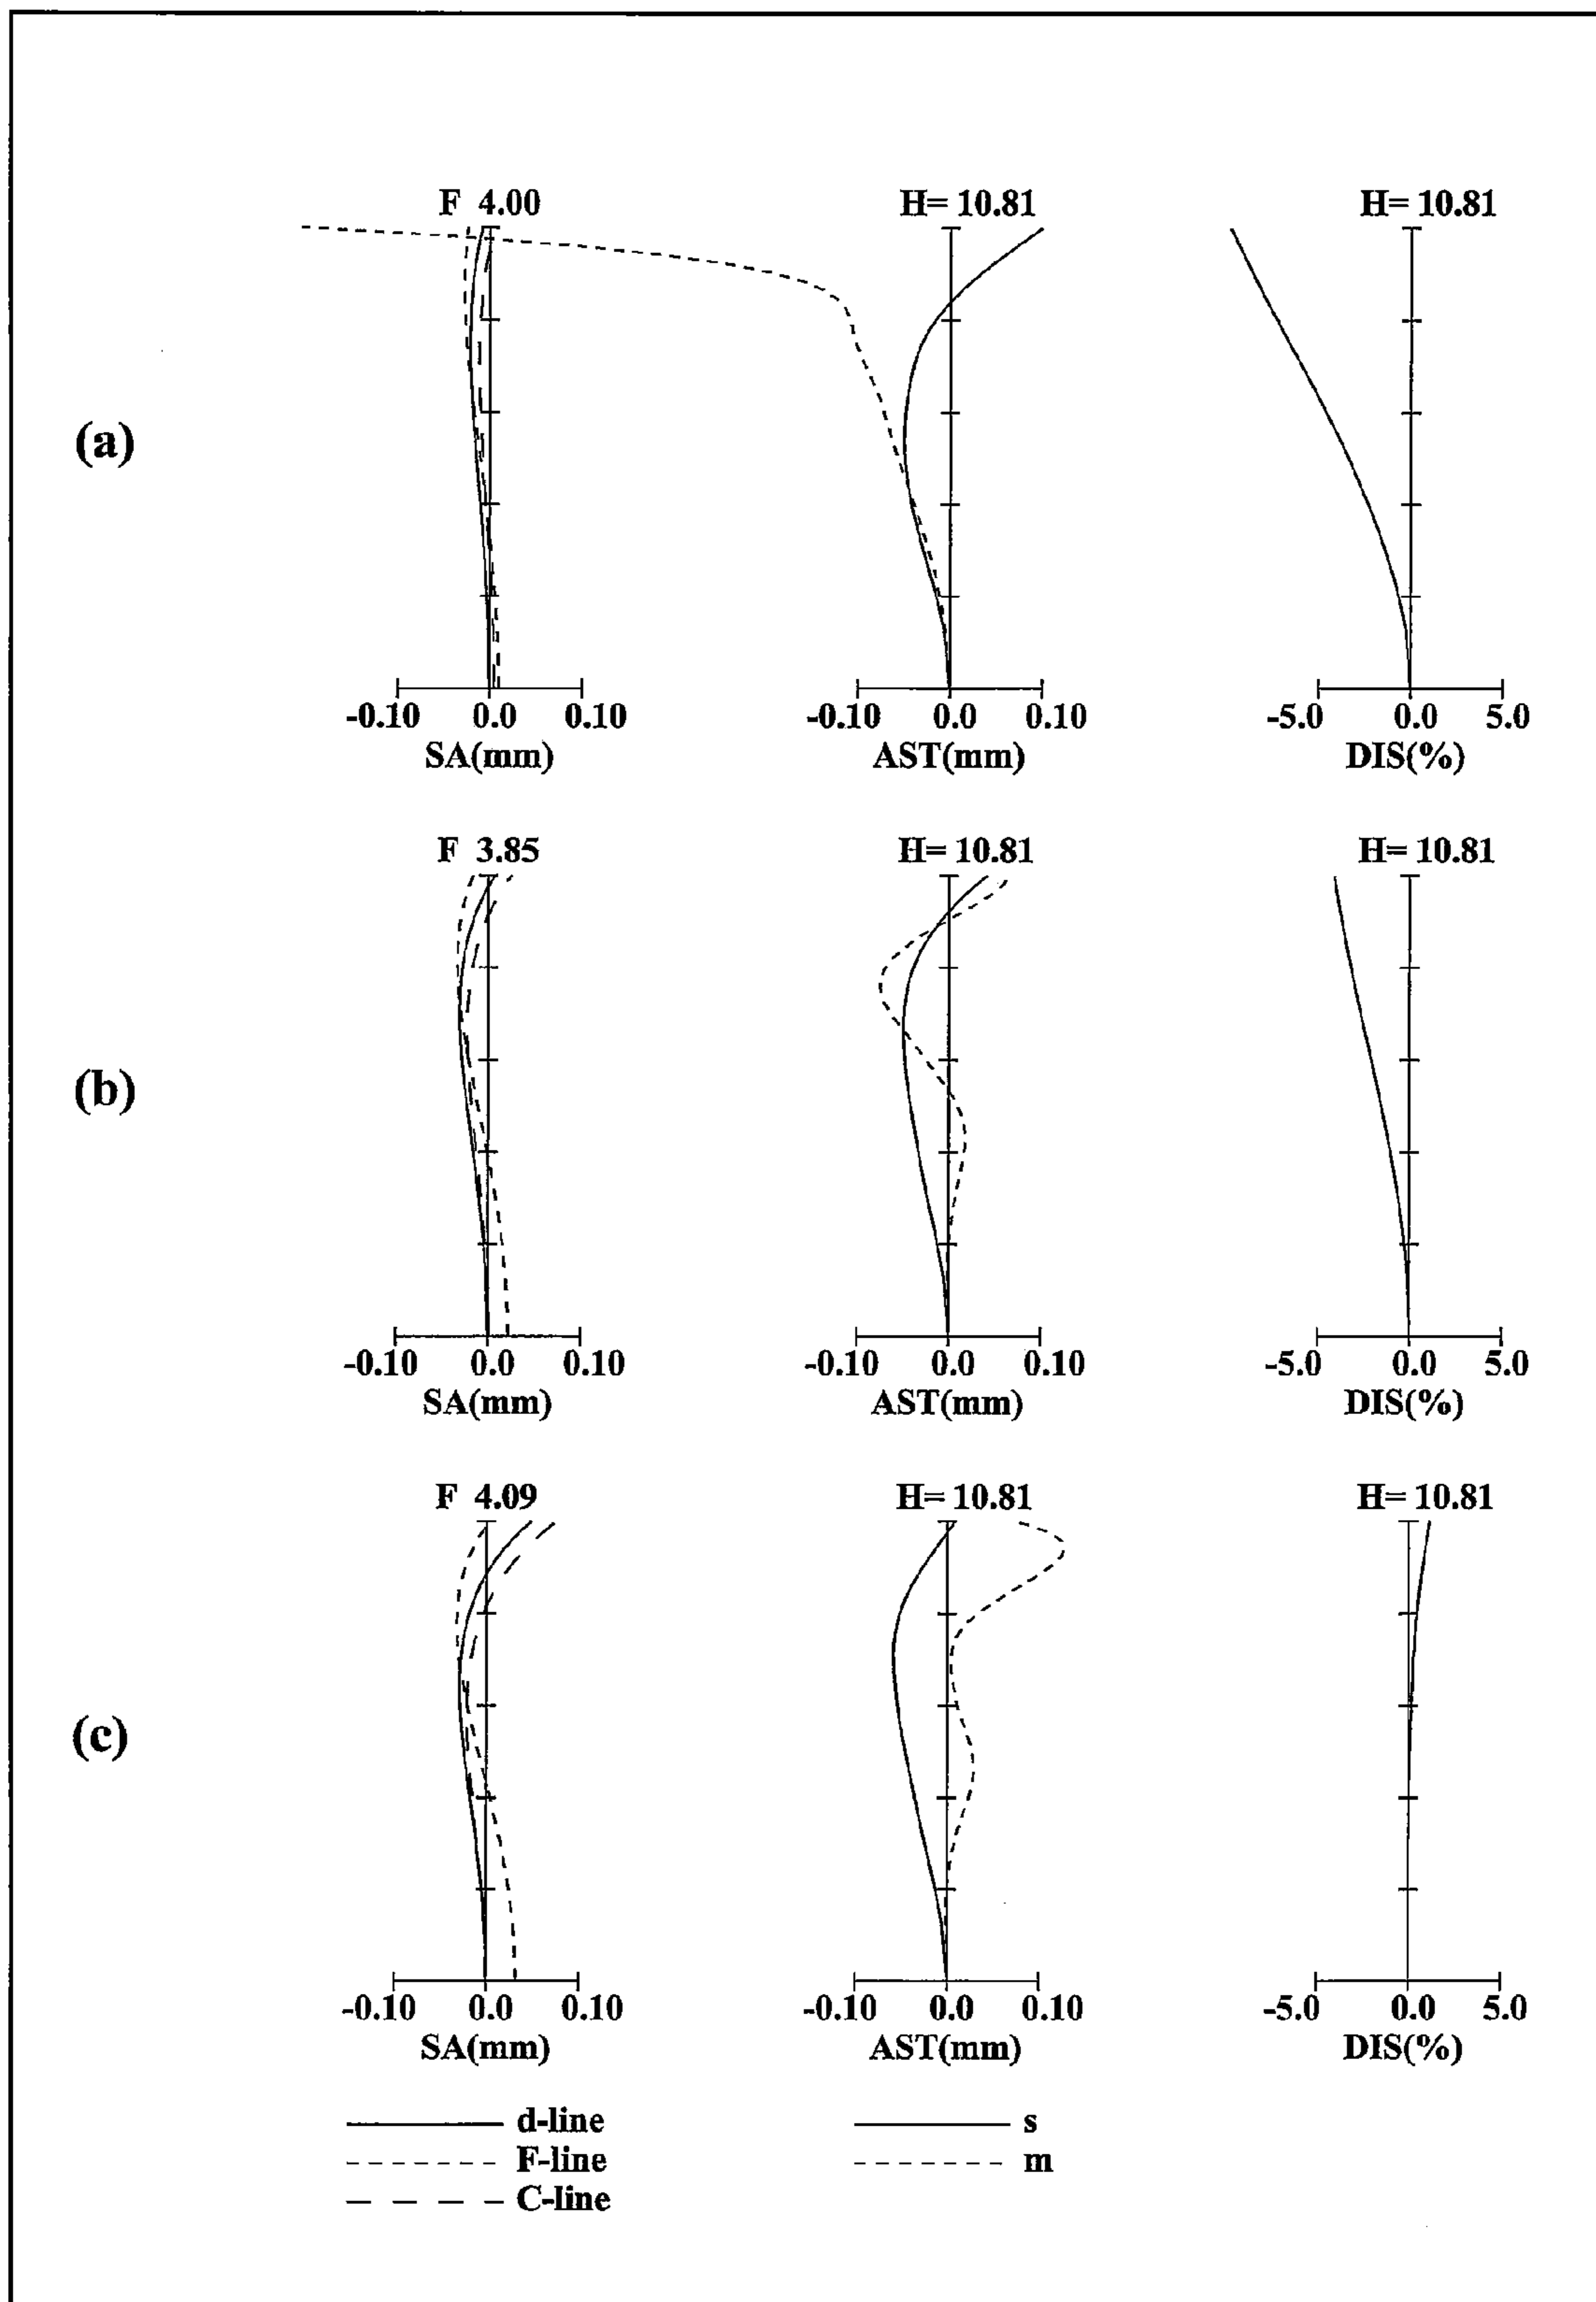 F 4.00 H= 10.81 H= 10.81
(a)
-0.10 0.0 0.10 -0.10 0.0 0.10 -5.0 0.0 5.0
SA(mm) AST(mm) DIS(%)
F 3.85 H= 10.81 H= 10.81
(b)
-0.10 0.0 0.10 -0.10 0.0 0.10 -5.0 0.0 5.0
SA(mm) AST(mm) DIS(%)
F 4.09 H= 10.81 H= 10.81
(c)
-0.10 0.0 0.10 -0.10 0.0 0.10 -5.0 0.0 5.0
SA(mm) AST(mm) DIS(%)
d-line s
F-line m
C-line